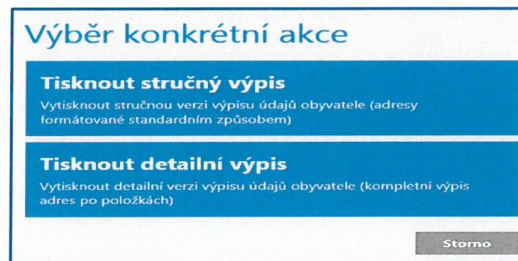 Výběr konkrétní akce
Tisknout stručný výpis
Vytisknout stručnou verzi výpisu údajů obyvatele (adresy
formátované standardním způsobem)
Tisknout detailní výpis
Vytisknout detailní verzi výpisu údajů obyvatele (kompletní výpis
adres po položkách)
Storno